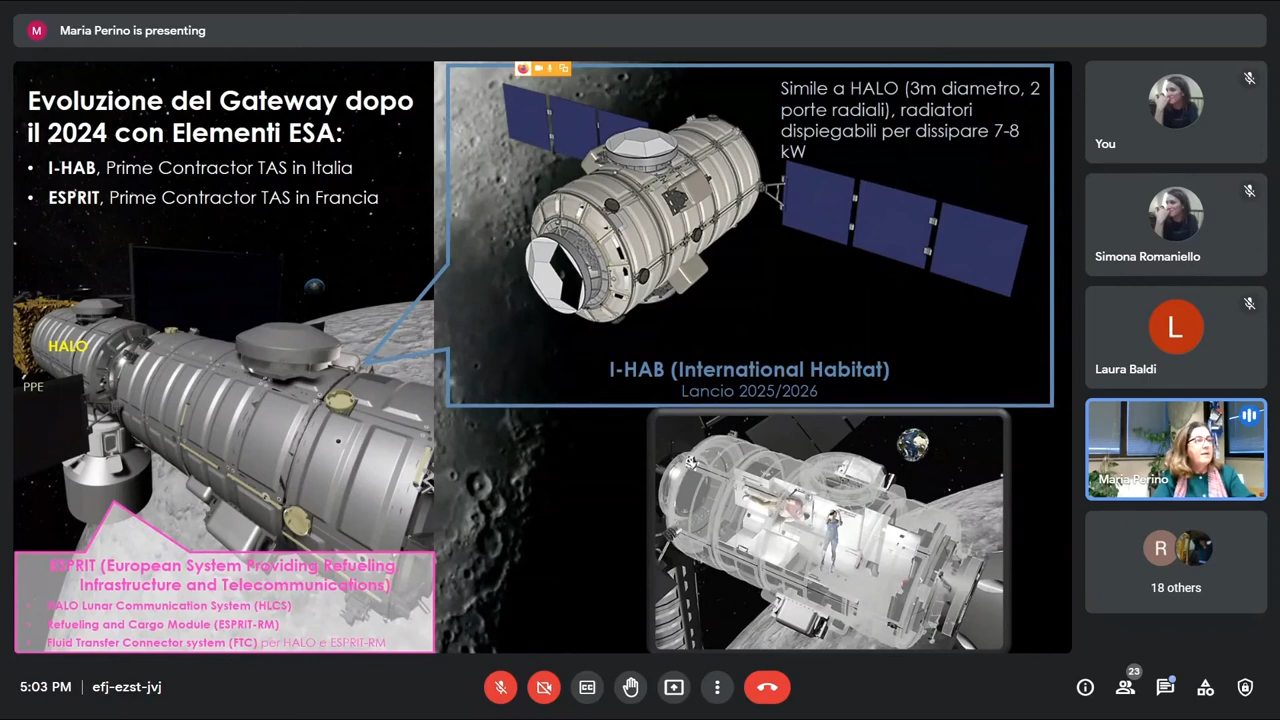 M Maria Perino is presenting
Evoluzione del Gateway dopo
il 2024 con Elementi ESA:
• I-HAB, Prime Contractor TAS in Italia
• ESPRIT, Prime Contractor TAS in Francia
HALO
PPE
ESPRIT (European System Providing Refueling
Infrastructure and Telecommunications)
• HALO Lunar Communication System (HLCS)
• Refueling and Cargo Module (ESPRIT-RM)
• Fluid Transfer Connector system (FTC) per HALO e ESPRIT-RM
Simile a HALO (3m diametro, 2
porte radiali), radiatori
dispiegabili per dissipare 7-8
kW
I-HAB (International Habitat)
Lancio 2025/2026
You
Simona Romaniello
L
Laura Baldi
Maria Perino
R
18 others
5:03 PM | efj-ezst-jvj
CC
23